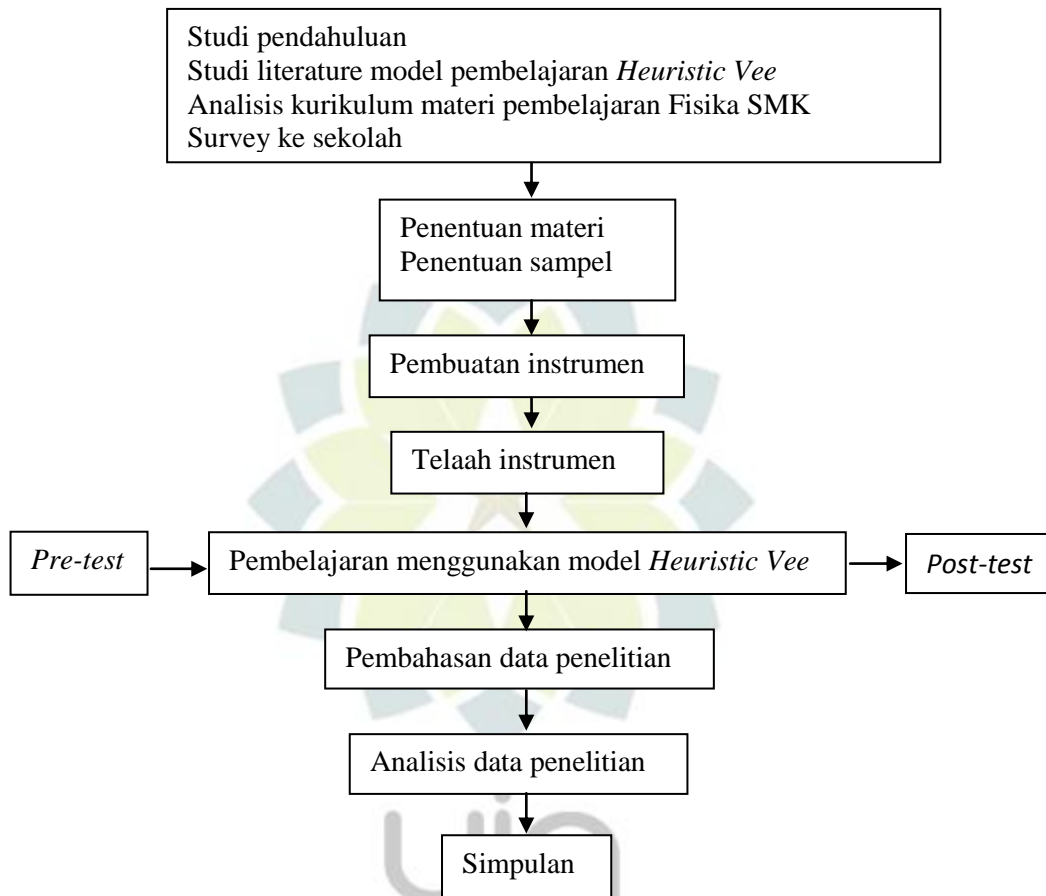 Studi pendahuluan
Studi literature model pembelajaran Heuristic Vee
Analisis kurikulum materi pembelajaran Fisika SMK
Survey ke sekolah
Penentuan materi
Penentuan sampel
Pembuatan instrumen
Telaah instrumen
Pre-test
Pembelajaran menggunakan model Heuristic Vee
Post-test
Pembahasan data penelitian
Analisis data penelitian
uin
Simpulan